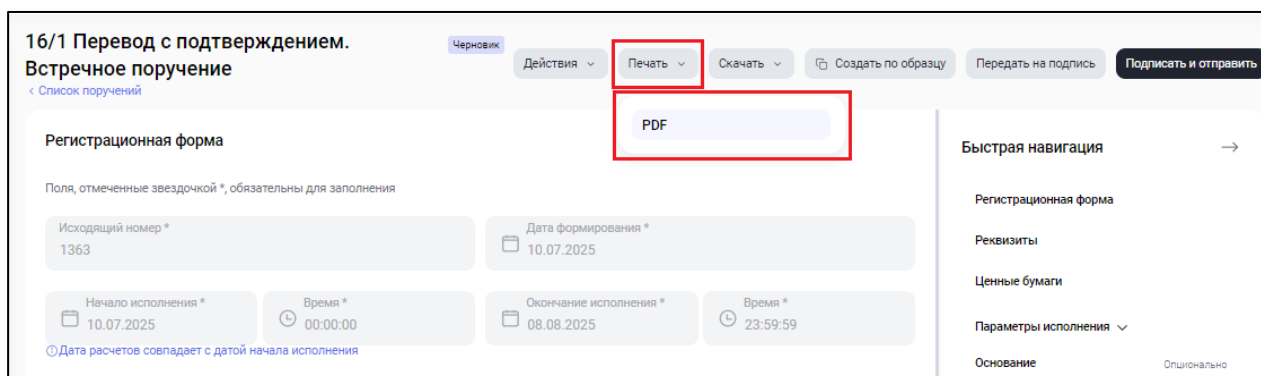 16/1 Перевод с подтверждением.
Встречное поручение
Черновик
Действия
Печать
Скачать
Создать по образцу
Передать на подпись
Подписать и отправить
< Список поручений
PDF
Регистрационная форма
Поля, отмеченные звездочкой *, обязательны для заполнения
Исходящий номер *
1363
Дата формирования *
10.07.2025
Начало исполнения *
10.07.2025
Время *
00:00:00
Окончание исполнения *
08.08.2025
Время *
23:59:59
Дата расчетов совпадает с датой начала исполнения
Быстрая навигация →
Регистрационная форма
Реквизиты
Ценные бумаги
Параметры исполнения
Основание
Опционально